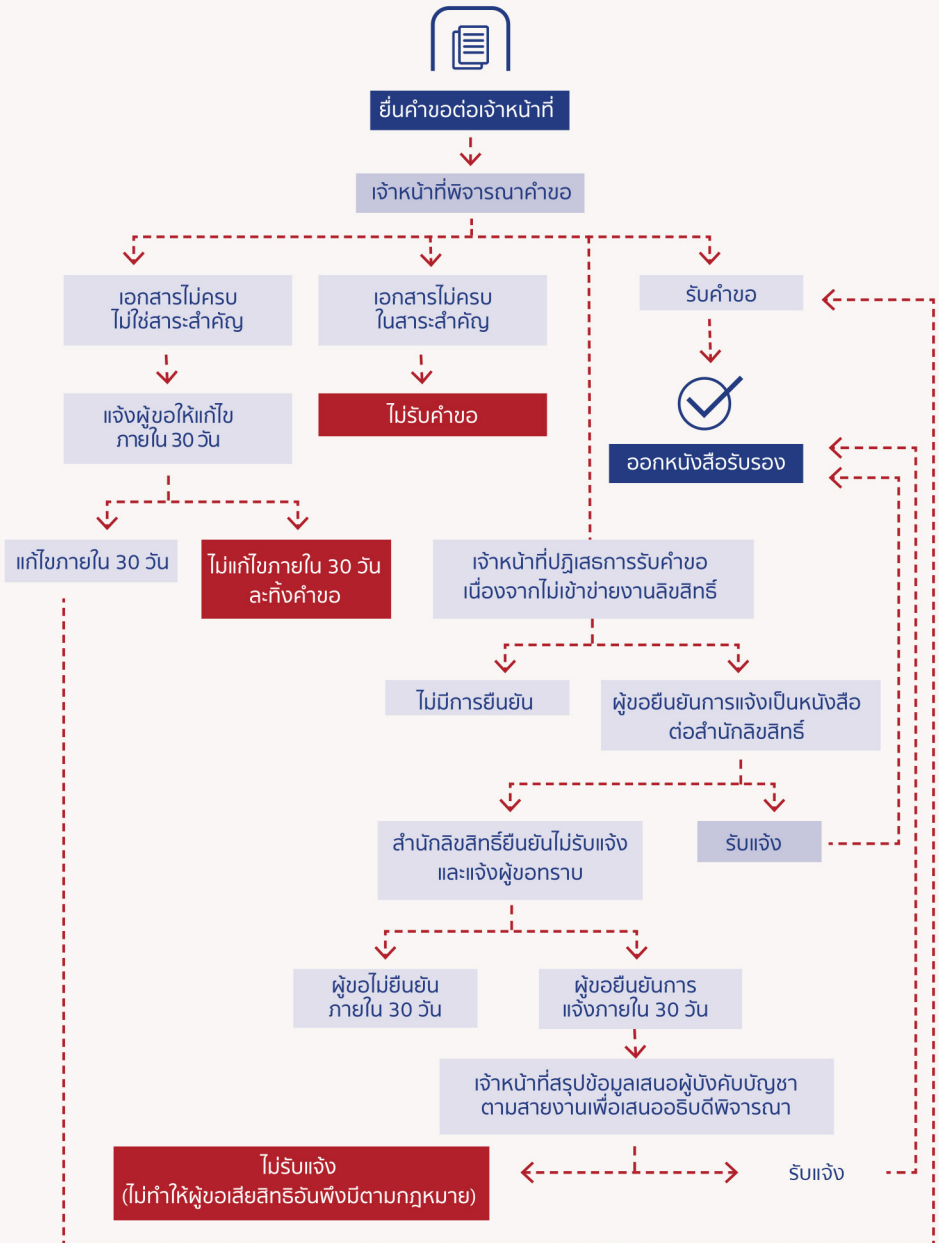 ยื่นคำขอต่อเจ้าหน้าที่
เจ้าหน้าที่พิจารณาคำขอ
เอกสารไม่ครบ
ไม่ใช่สาระสำคัญ
เอกสารไม่ครบ
ในสาระสำคัญ
รับคำขอ
แจ้งผู้ขอให้แก้ไข
ภายใน 30 วัน
ไม่รับคำขอ
ออกหนังสือรับรอง
แก้ไขภายใน 30 วัน
ไม่แก้ไขภายใน 30 วัน
ละทิ้งคำขอ
เจ้าหน้าที่ปฏิเสธการรับคำขอ
เนื่องจากไม่เข้าข่ายงานลิขสิทธิ์
ไม่มีการยืนยัน
ผู้ขอยืนยันการแจ้งเป็นหนังสือ
ต่อสำนักลิขสิทธิ์
สำนักลิขสิทธิ์ยืนยันไม่รับแจ้ง
และแจ้งผู้ขอทราบ
รับแจ้ง
ผู้ขอไม่ยืนยัน
ภายใน 30 วัน
ผู้ขอยืนยันการ
แจ้งภายใน 30 วัน
เจ้าหน้าที่สรุปข้อมูลเสนอผู้บังคับบัญชา
ตามสายงานเพื่อเสนออธิบดีพิจารณา
ไม่รับแจ้ง
(ไม่ทำให้ผู้ขอเสียสิทธิอันพึงมีตามกฎหมาย)
รับแจ้ง